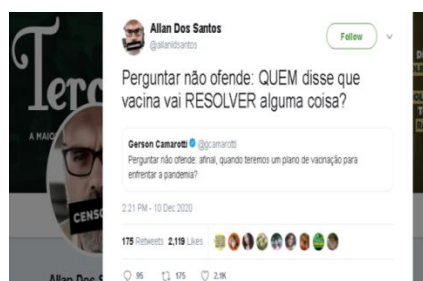 Allan Dos Santos
@allanldsantos
Follow
Perguntar não ofende: QUEM disse que
vacina vai RESOLVER alguma coisa?
Gerson Camarotti @gcamarotti
Perguntar não ofende: afinal, quando teremos um plano de vacinação para
enfrentar a pandemia?
2:21 PM - 10 Dec 2020
175 Retweets 2,119 Likes
95 175 2.1K
Terç
A MAIO
CENSO
Allan Dos S